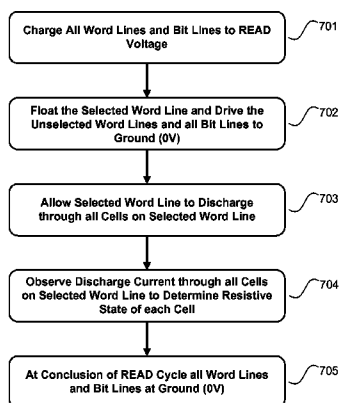 Charge All Word Lines and Bit Lines to READ
Voltage
701
Float the Selected Word Line and Drive the
Unselected Word Lines and all Bit Lines to
Ground (0V)
702
Allow Selected Word Line to Discharge
through all Cells on Selected Word Line
703
Observe Discharge Current through all Cells
on Selected Word Line to Determine Resistive
State of each Cell
704
At Conclusion of READ Cycle all Word Lines
and Bit Lines at Ground (0V)
705